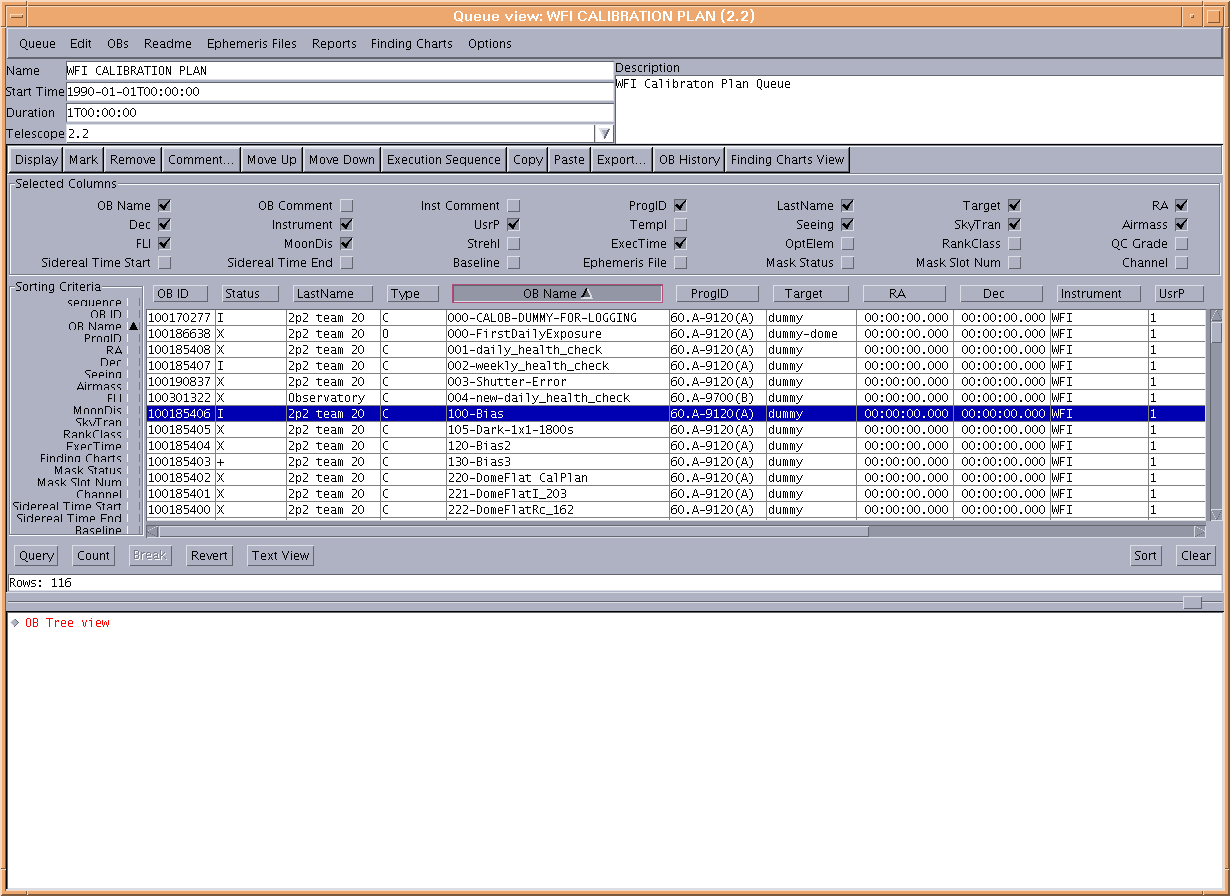 Queue view: WFI CALIBRATION PLAN (2.2)
Queue Edit OBs Readme Ephemeris Files Reports Finding Charts Options
Name WFI CALIBRATION PLAN
Start Time 1990-01-01T00:00:00
Duration 1T00:00:00
Telescope 2.2
Description
WFI Calibraton Plan Queue
Display Mark Remove Comment... Move Up Move Down Execution Sequence Copy Paste Export... OB History Finding Charts View
Selected Columns
OB Name OB Comment Inst Comment ProgID LastName Target RA
Dec Instrument UsrP Templ Seeing SkyTran Airmass
FLI MoonDis Strehl ExecTime OptElem RankClass QC Grade
Sidereal Time Start Sidereal Time End Baseline Ephemeris File Mask Status Mask Slot Num Channel
Sorting Criteria
sequence
OB ID
OB Name
ProgID
RA
Dec
Seeing
Airmass
FLI
MoonDis
SkyTran
RankClass
ExecTime
Finding Charts
Mask Status
Mask Slot Num
Channel
Sidereal Time Start
Sidereal Time End
Baseline
OB ID Status LastName Type OB Name ProgID Target RA Dec Instrument UsrP
100170277 I 2p2 team 20 C 000-CALOB-DUMMY-FOR-LOGGING 60.A-9120(A) dummy 00:00:00.000 00:00:00.000 WFI 1
100186638 X 2p2 team 20 O 000-FirstDailyExposure 60.A-9120(A) dummy-dome 00:00:00.000 00:00:00.000 WFI 1
100185408 X 2p2 team 20 C 001-daily_health_check 60.A-9120(A) dummy 00:00:00.000 00:00:00.000 WFI 1
100185407 I 2p2 team 20 C 002-weekly_health_check 60.A-9120(A) dummy 00:00:00.000 00:00:00.000 WFI 1
100190837 X 2p2 team 20 C 003-Shutter-Error 60.A-9120(A) dummy 00:00:00.000 00:00:00.000 WFI 1
100301322 X Observatory C 004-new-daily_health_check 60.A-9700(B) dummy 00:00:00.000 00:00:00.000 WFI 1
100185406 I 2p2 team 20 C 100-Bias 60.A-9120(A) dummy 00:00:00.000 00:00:00.000 WFI 1
100185405 X 2p2 team 20 C 105-Dark-1x1-1800s 60.A-9120(A) dummy 00:00:00.000 00:00:00.000 WFI 1
100185404 X 2p2 team 20 C 120-Bias2 60.A-9120(A) dummy 00:00:00.000 00:00:00.000 WFI 1
100185403 + 2p2 team 20 C 130-Bias3 60.A-9120(A) dummy 00:00:00.000 00:00:00.000 WFI 1
100185402 X 2p2 team 20 C 220-DomeFlat CalPlan 60.A-9120(A) dummy 00:00:00.000 00:00:00.000 WFI 1
100185401 X 2p2 team 20 C 221-DomeFlatI_203 60.A-9120(A) dummy 00:00:00.000 00:00:00.000 WFI 1
100185400 X 2p2 team 20 C 222-DomeFlatRc_162 60.A-9120(A) dummy 00:00:00.000 00:00:00.000 WFI 1
Query Count Break Revert Text View Sort Clear
Rows: 116
OB Tree view